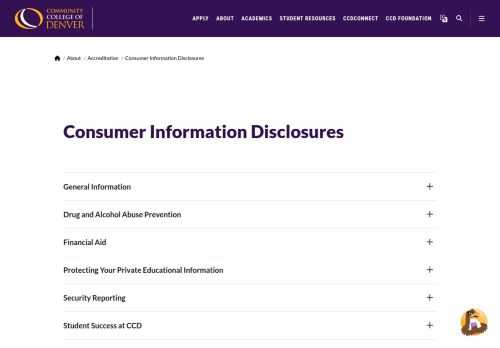 COMMUNITY
COLLEGE OF
DENVER
APPLY ABOUT ACADEMICS STUDENT RESOURCES CCDCONNECT CCD FOUNDATION
/ About / Accreditation / Consumer Information Disclosures
Consumer Information Disclosures
General Information +
Drug and Alcohol Abuse Prevention +
Financial Aid +
Protecting Your Private Educational Information +
Security Reporting +
Student Success at CCD +